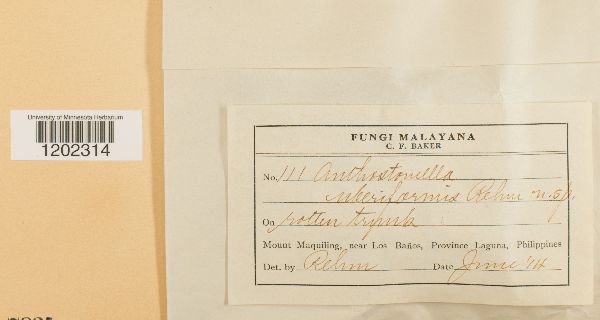 University of Minnesota Herbarium
1202314
FUNGI MALAYANA
C. F. BAKER
No. 111 Anthostomella
uberiformis Rehm n. sp.
On rotten trunk
Mount Maquiling, near Los Baños, Province Laguna, Philippines
Det. by Rehm Date June '14